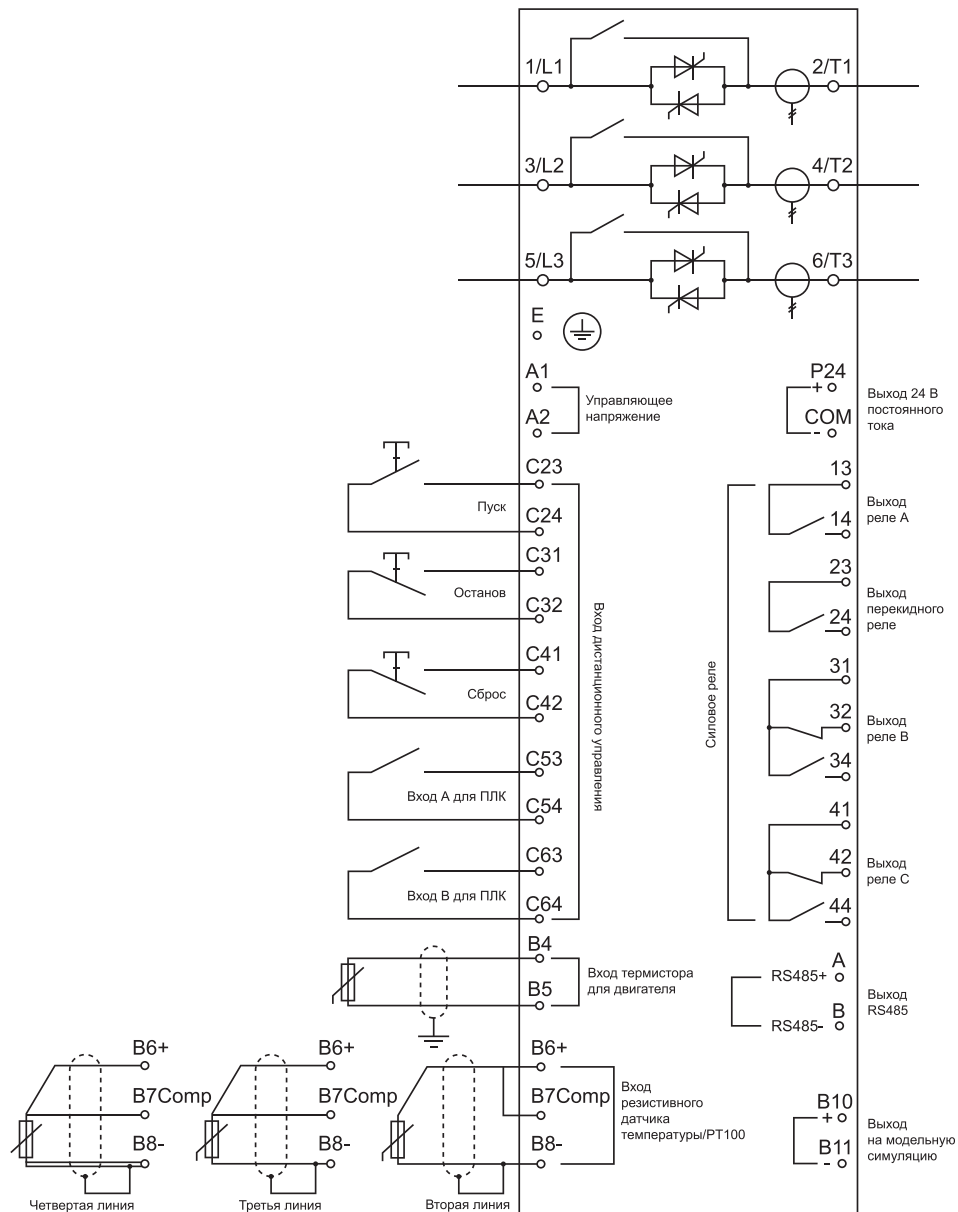 1/L1
2/T1
3/L2
4/T2
5/L3
6/T3
E
A1
A2
Управляющее
напряжение
P24
+
COM
-
Выход 24 В
постоянного
тока
C23
Пуск
C24
C31
Останов
C32
C41
Сброс
C42
C53
Вход А для ПЛК
C54
C63
Вход В для ПЛК
C64
Вход дистанционного управления
Силовое реле
13
14
Выход
реле А
23
24
Выход
перекидного
реле
31
32
34
Выход
реле В
41
42
44
Выход
реле С
B4
B5
Вход термистора
для двигателя
A
RS485+
B
RS485-
Выход
RS485
B6+
B7Comp
B8-
Четвертая линия
B6+
B7Comp
B8-
Третья линия
B6+
B7Comp
B8-
Вторая линия
Вход
резистивного
датчика
температуры/PT100
B10
+
B11
-
Выход
на модельную
симуляцию